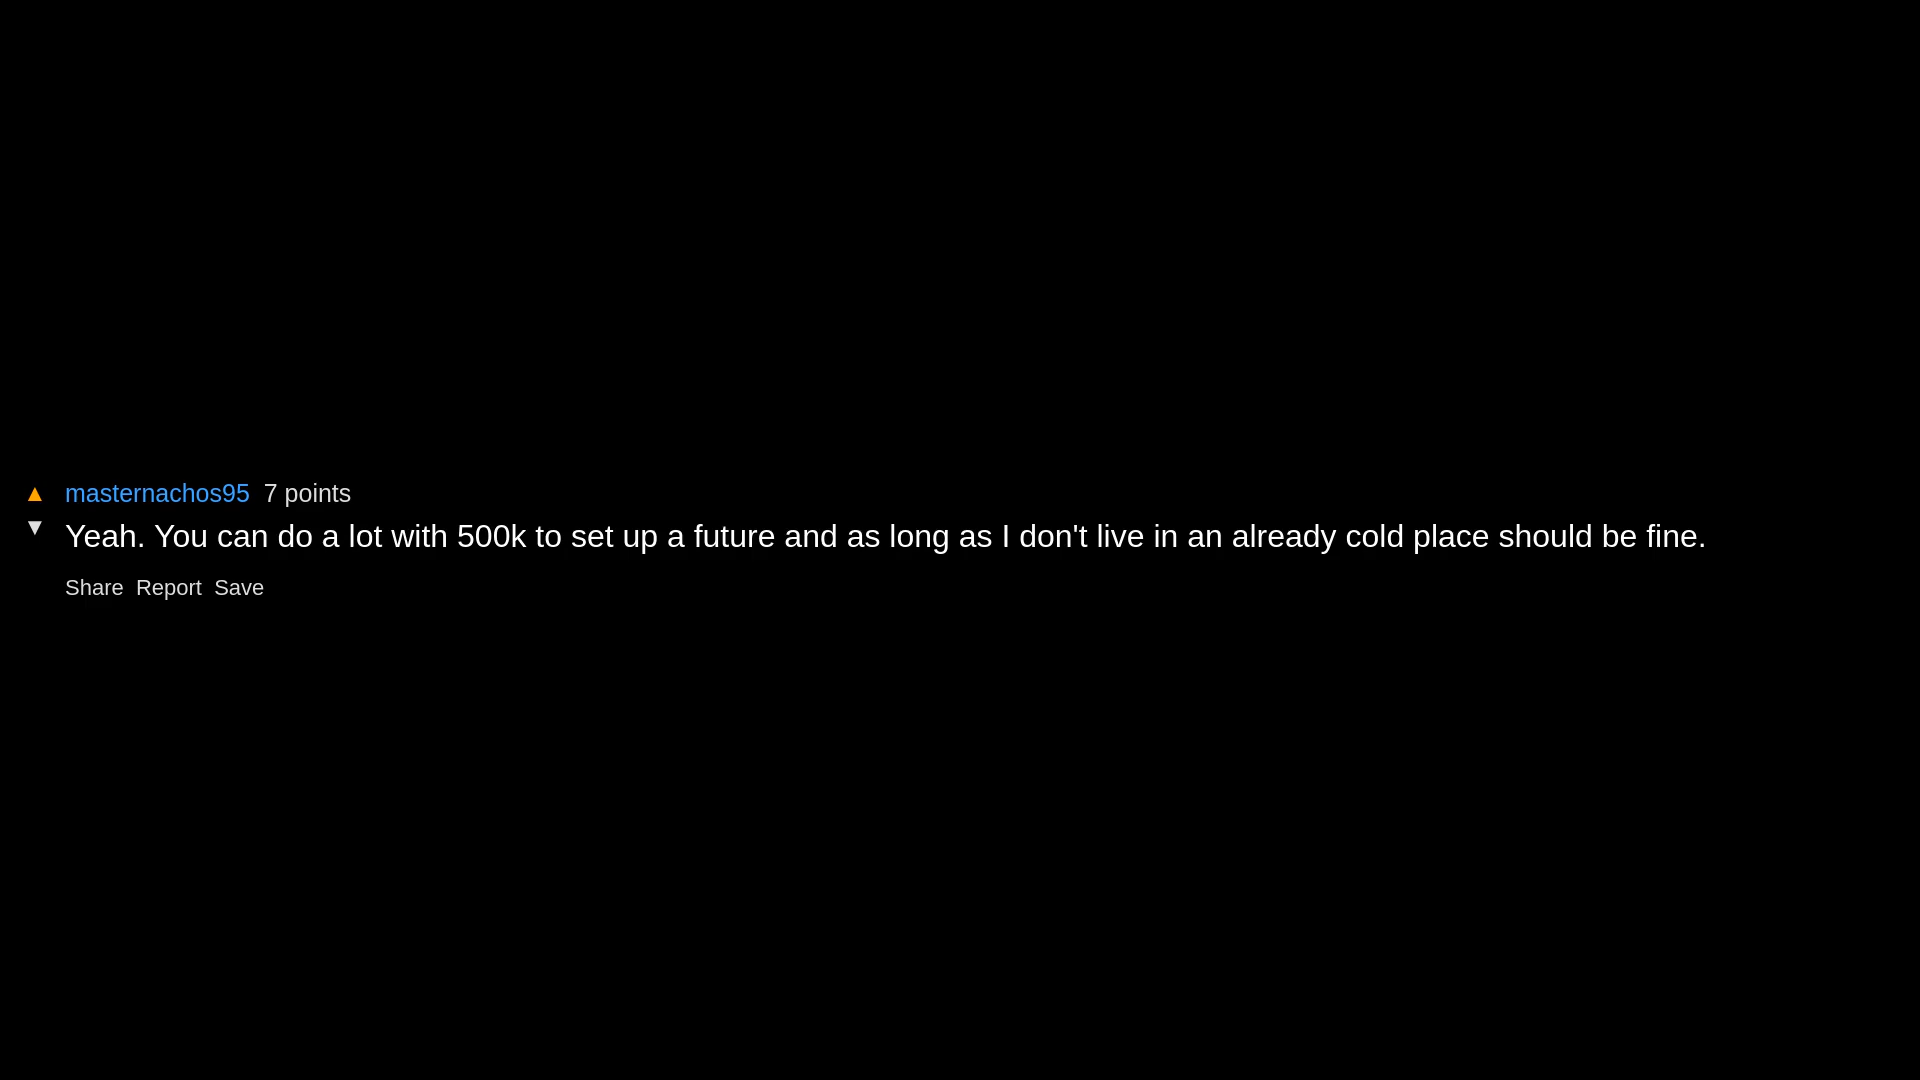 ▲ masternachos95 7 points
▼ Yeah. You can do a lot with 500k to set up a future and as long as I don't live in an already cold place should be fine.
Share Report Save